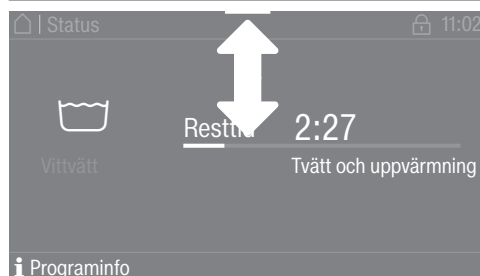 | Status 11:02
Resttid 2:27
Vittvätt Tvätt och uppvärmning
i Programinfo